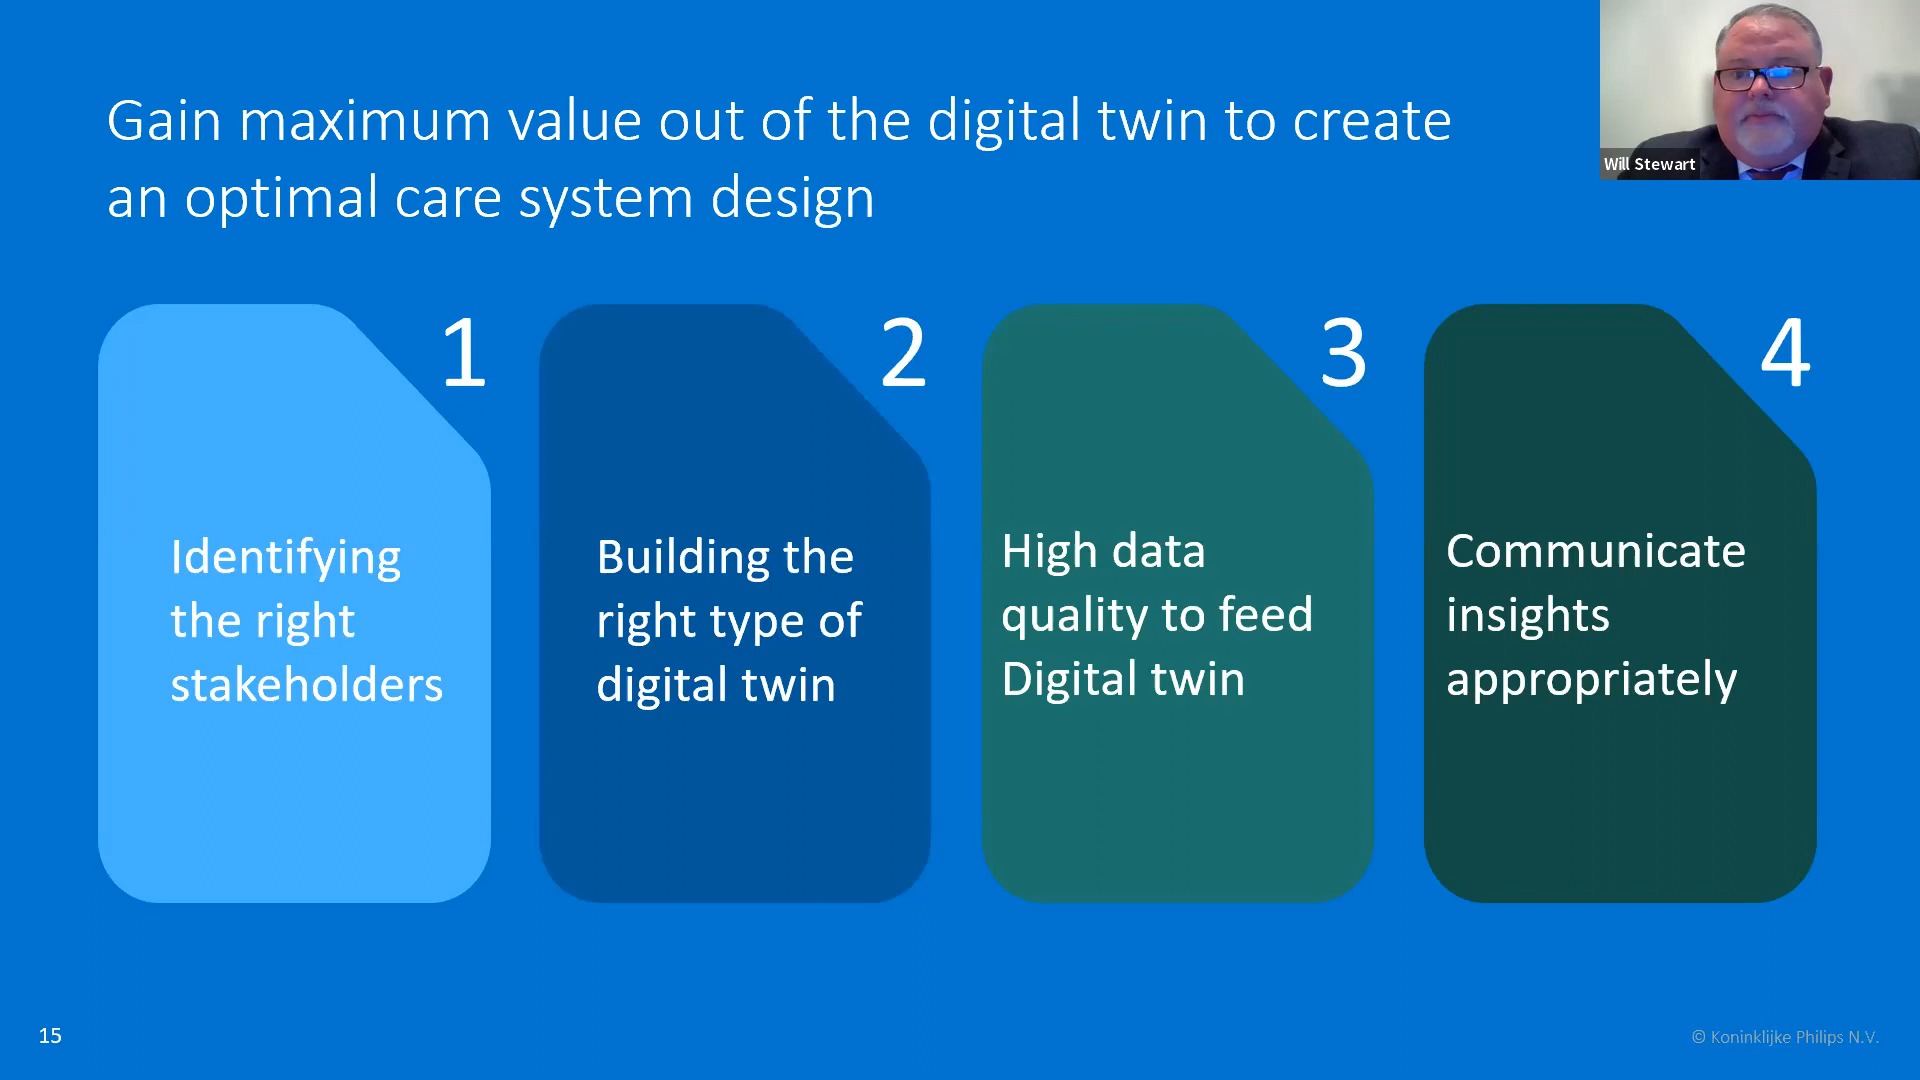 Gain maximum value out of the digital twin to create
an optimal care system design
Will Stewart
1
Identifying
the right
stakeholders
2
Building the
right type of
digital twin
3
High data
quality to feed
Digital twin
4
Communicate
insights
appropriately
15
© Koninklijke Philips N.V.